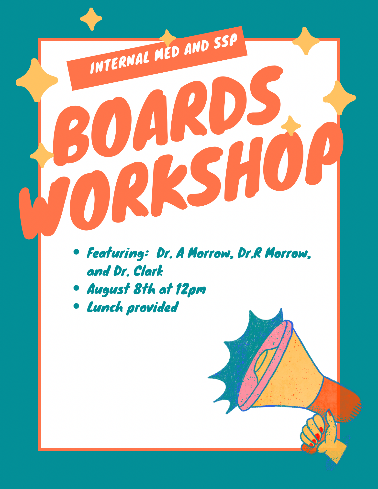 INTERNAL MED AND SSP
BOARDS
WORKSHOP
• Featuring: Dr. A Morrow, Dr.R Morrow,
and Dr. Clark
• August 8th at 12pm
• Lunch provided